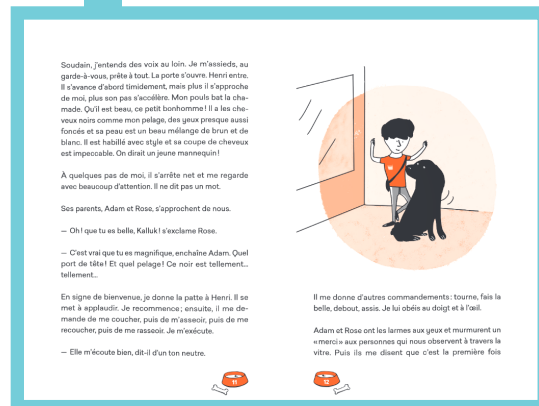 Soudain, j'entends des voix au loin. Je m'assieds, au
garde-à-vous, prête à tout. La porte s'ouvre. Henri entre.
Il s'avance d'abord timidement, mais plus il s'approche
de moi, plus son pas s'accélère. Mon pouls bat la cha-
made. Qu'il est beau, ce petit bonhomme ! Il a les che-
veux noirs comme mon pelage, des yeux presque aussi
foncés et sa peau est un beau mélange de brun et de
blanc. Il est habillé avec style et sa coupe de cheveux
est impeccable. On dirait un jeune mannequin !
À quelques pas de moi, il s'arrête net et me regarde
avec beaucoup d'attention. Il ne dit pas un mot.
Ses parents, Adam et Rose, s'approchent de nous.
— Oh ! que tu es belle, Kalluk ! s'exclame Rose.
— C'est vrai que tu es magnifique, enchaîne Adam. Quel
port de tête ! Et quel pelage ! Ce noir est tellement...
tellement...
En signe de bienvenue, je donne la patte à Henri. Il se
met à applaudir. Je recommence ; ensuite, il me de-
mande de me coucher, puis de m'asseoir, puis de me
recoucher, puis de me rasseoir. Je m'exécute.
— Elle m'écoute bien, dit-il d'un ton neutre.
11
Il me donne d'autres commandements : tourne, fais la
belle, debout, assis. Je lui obéis au doigt et à l'œil.
Adam et Rose ont les larmes aux yeux et murmurent un
« merci » aux personnes qui nous observent à travers la
vitre. Puis ils me disent que c'est la première fois
12